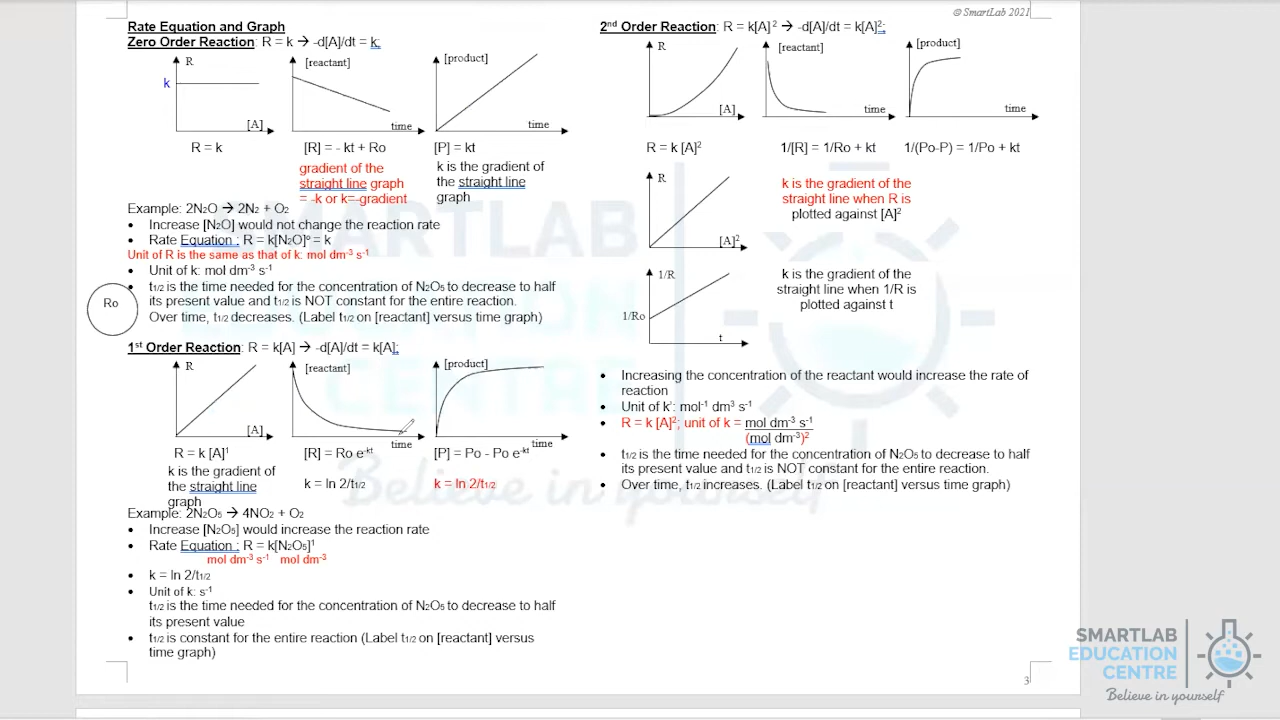 © SmartLab 2021
Rate Equation and Graph
Zero Order Reaction: R = k → -d[A]/dt = k;
R
[reactant]
[product]
k
[A]
time
time
R = k
[R] = - kt + Ro
[P] = kt
gradient of the
straight line graph
= -k or k=-gradient
k is the gradient of
the straight line
graph
Example: 2N2O → 2N2 + O2
• Increase [N2O] would not change the reaction rate
• Rate Equation : R = k[N2O]⁰ = k
Unit of R is the same as that of k: mol dm⁻³ s⁻¹
• Unit of k: mol dm⁻³ s⁻¹
• t1/2 is the time needed for the concentration of N2O5 to decrease to half
its present value and t1/2 is NOT constant for the entire reaction.
Over time, t1/2 decreases. (Label t1/2 on [reactant] versus time graph)
Ro
1st Order Reaction: R = k[A] → -d[A]/dt = k[A];
R
[reactant]
[product]
[A]
time
time
R = k [A]¹
[R] = Ro e⁻ᵏᵗ
[P] = Po - Po e⁻ᵏᵗ
k is the gradient of
the straight line
graph
k = ln 2/t1/2
k = ln 2/t1/2
Example: 2N2O5 → 4NO2 + O2
• Increase [N2O5] would increase the reaction rate
• Rate Equation : R = k[N2O5]¹
mol dm⁻³ s⁻¹ mol dm⁻³
• k = ln 2/t1/2
• Unit of k: s⁻¹
t1/2 is the time needed for the concentration of N2O5 to decrease to half
its present value
• t1/2 is constant for the entire reaction (Label t1/2 on [reactant] versus
time graph)
2nd Order Reaction: R = k[A]² → -d[A]/dt = k[A]²;
R
[reactant]
[product]
[A]
time
time
R = k [A]²
1/[R] = 1/Ro + kt
1/(Po-P) = 1/Po + kt
R
[A]²
k is the gradient of the
straight line when R is
plotted against [A]²
1/R
1/Ro
t
k is the gradient of the
straight line when 1/R is
plotted against t
• Increasing the concentration of the reactant would increase the rate of
reaction
• Unit of k': mol⁻¹ dm³ s⁻¹
• R = k [A]²; unit of k = mol dm⁻³ s⁻¹
(mol dm⁻³)²
• t1/2 is the time needed for the concentration of N2O5 to decrease to half
its present value and t1/2 is NOT constant for the entire reaction.
• Over time, t1/2 increases. (Label t1/2 on [reactant] versus time graph)
3
SMARTLAB
EDUCATION
CENTRE
Believe in yourself
SMARTLAB
EDUCATION
CENTRE
Believe in yourself